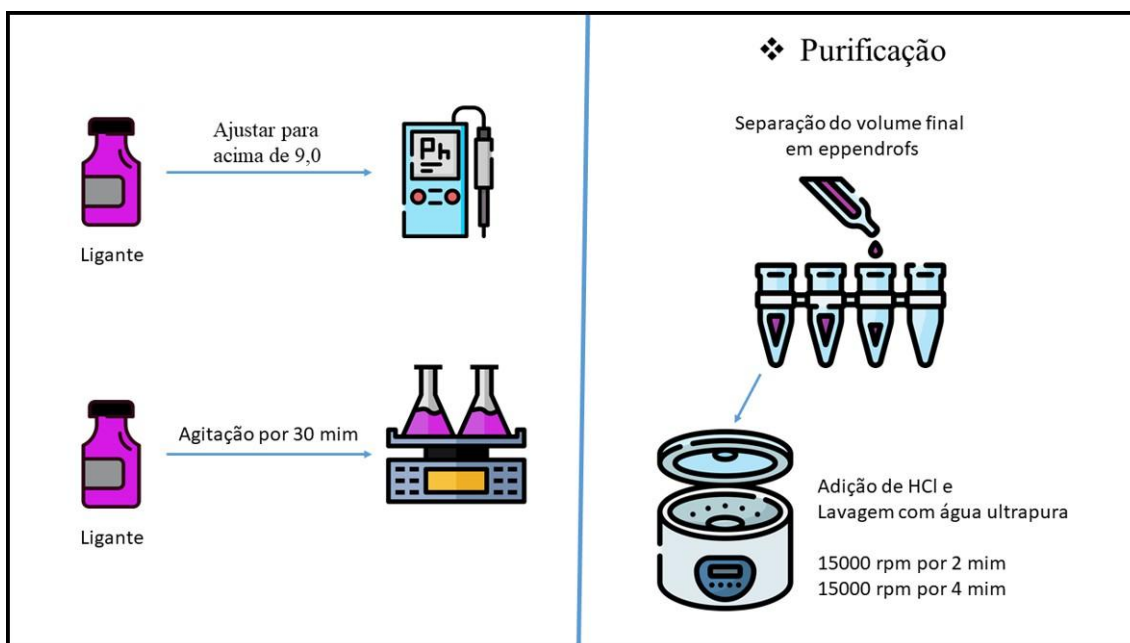 Ajustar para
acima de 9,0
Ph
Ligante
Agitação por 30 mim
Ligante
❖ Purificação
Separação do volume final
em eppendrofs
Adição de HCl e
Lavagem com água ultrapura
15000 rpm por 2 mim
15000 rpm por 4 mim